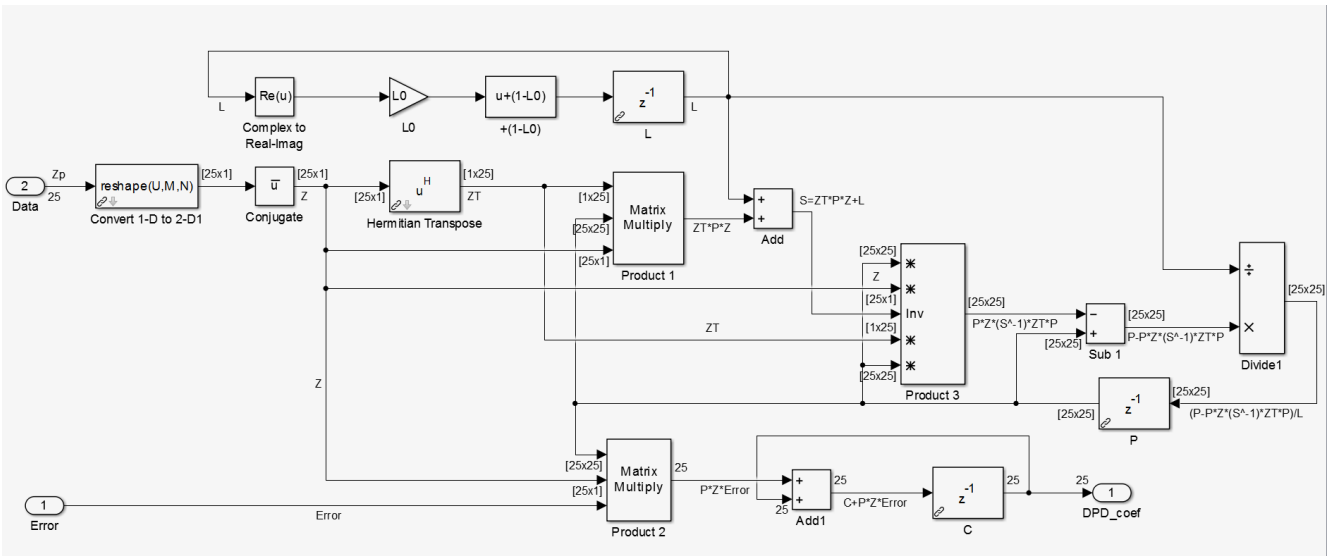 Re(u)
L
Complex to
Real-Imag
L0
L0
u+(1-L0)
+(1-L0)
z^-1
L
L
2
Data
Zp
25
reshape(U,M,N)
Convert 1-D to 2-D1
[25x1]
u̅
Conjugate
[25x1]
Z
[25x1]
u^H
Hermitian Transpose
[1x25]
ZT
[1x25]
[25x25]
[25x1]
Matrix
Multiply
Product 1
ZT*P*Z
+
+
Add
S=ZT*P*Z+L
[25x25]
Z
[25x1]
[1x25]
ZT
[25x25]
Inv
Product 3
[25x25]
P*Z*(S^-1)*ZT*P
−
+
[25x25]
Sub 1
[25x25]
P-P*Z*(S^-1)*ZT*P
÷
×
Divide1
[25x25]
[25x25]
(P-P*Z*(S^-1)*ZT*P)/L
z^-1
P
[25x25]
Z
[25x25]
[25x1]
1
Error
Error
Matrix
Multiply
Product 2
25
P*Z*Error
+
+
25
Add1
25
C+P*Z*Error
z^-1
C
25
25
1
DPD_coef